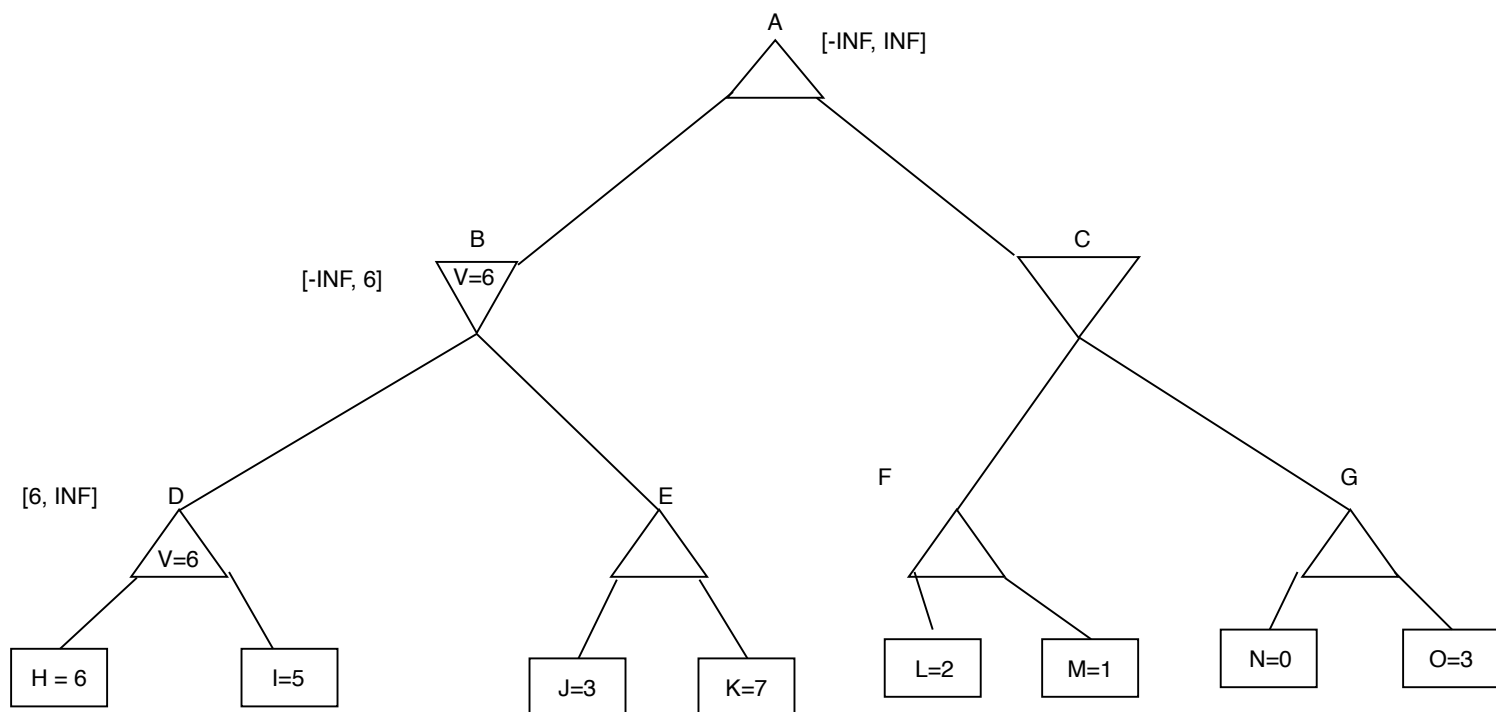 A
[-INF, INF]
B
C
V=6
[-INF, 6]
F
G
[6, INF]
D
E
V=6
H = 6
I=5
J=3
K=7
L=2
M=1
N=0
O=3